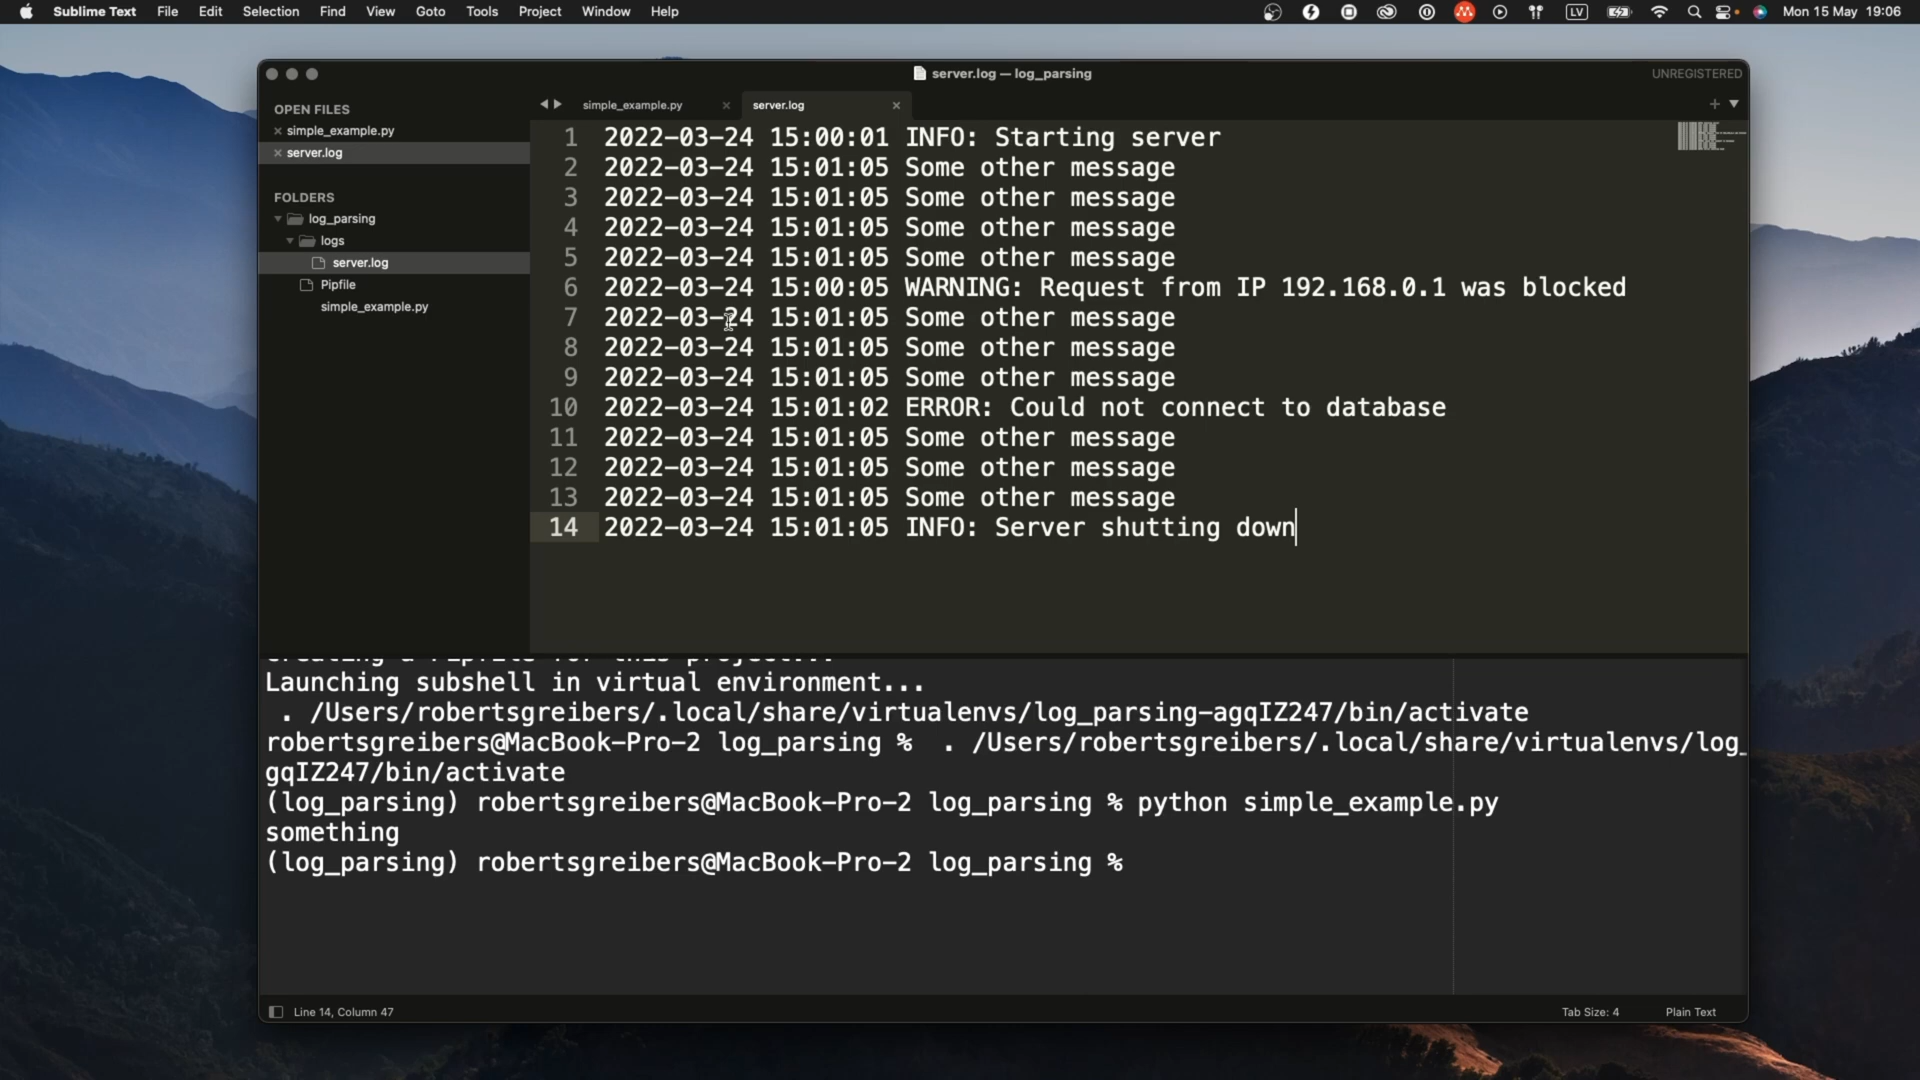 Sublime Text File Edit Selection Find View Goto Tools Project Window Help LV Mon 15 May 19:06
server.log — log_parsing UNREGISTERED
OPEN FILES
simple_example.py
server.log
FOLDERS
log_parsing
logs
server.log
Pipfile
simple_example.py
simple_example.py server.log
1 2022-03-24 15:00:01 INFO: Starting server
2 2022-03-24 15:01:05 Some other message
3 2022-03-24 15:01:05 Some other message
4 2022-03-24 15:01:05 Some other message
5 2022-03-24 15:01:05 Some other message
6 2022-03-24 15:00:05 WARNING: Request from IP 192.168.0.1 was blocked
7 2022-03-24 15:01:05 Some other message
8 2022-03-24 15:01:05 Some other message
9 2022-03-24 15:01:05 Some other message
10 2022-03-24 15:01:02 ERROR: Could not connect to database
11 2022-03-24 15:01:05 Some other message
12 2022-03-24 15:01:05 Some other message
13 2022-03-24 15:01:05 Some other message
14 2022-03-24 15:01:05 INFO: Server shutting down
Creating a Pipfile for this project...
Launching subshell in virtual environment...
. /Users/robertsgreibers/.local/share/virtualenvs/log_parsing-agqIZ247/bin/activate
robertsgreibers@MacBook-Pro-2 log_parsing %  . /Users/robertsgreibers/.local/share/virtualenvs/log_
gqIZ247/bin/activate
(log_parsing) robertsgreibers@MacBook-Pro-2 log_parsing % python simple_example.py
something
(log_parsing) robertsgreibers@MacBook-Pro-2 log_parsing %
Line 14, Column 47 Tab Size: 4 Plain Text